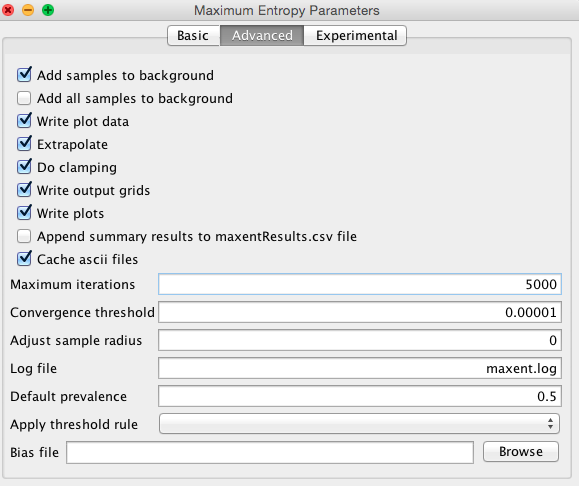 Maximum Entropy Parameters
Basic Advanced Experimental
Add samples to background
Add all samples to background
Write plot data
Extrapolate
Do clamping
Write output grids
Write plots
Append summary results to maxentResults.csv file
Cache ascii files
Maximum iterations 5000
Convergence threshold 0.00001
Adjust sample radius 0
Log file maxent.log
Default prevalence 0.5
Apply threshold rule
Bias file Browse